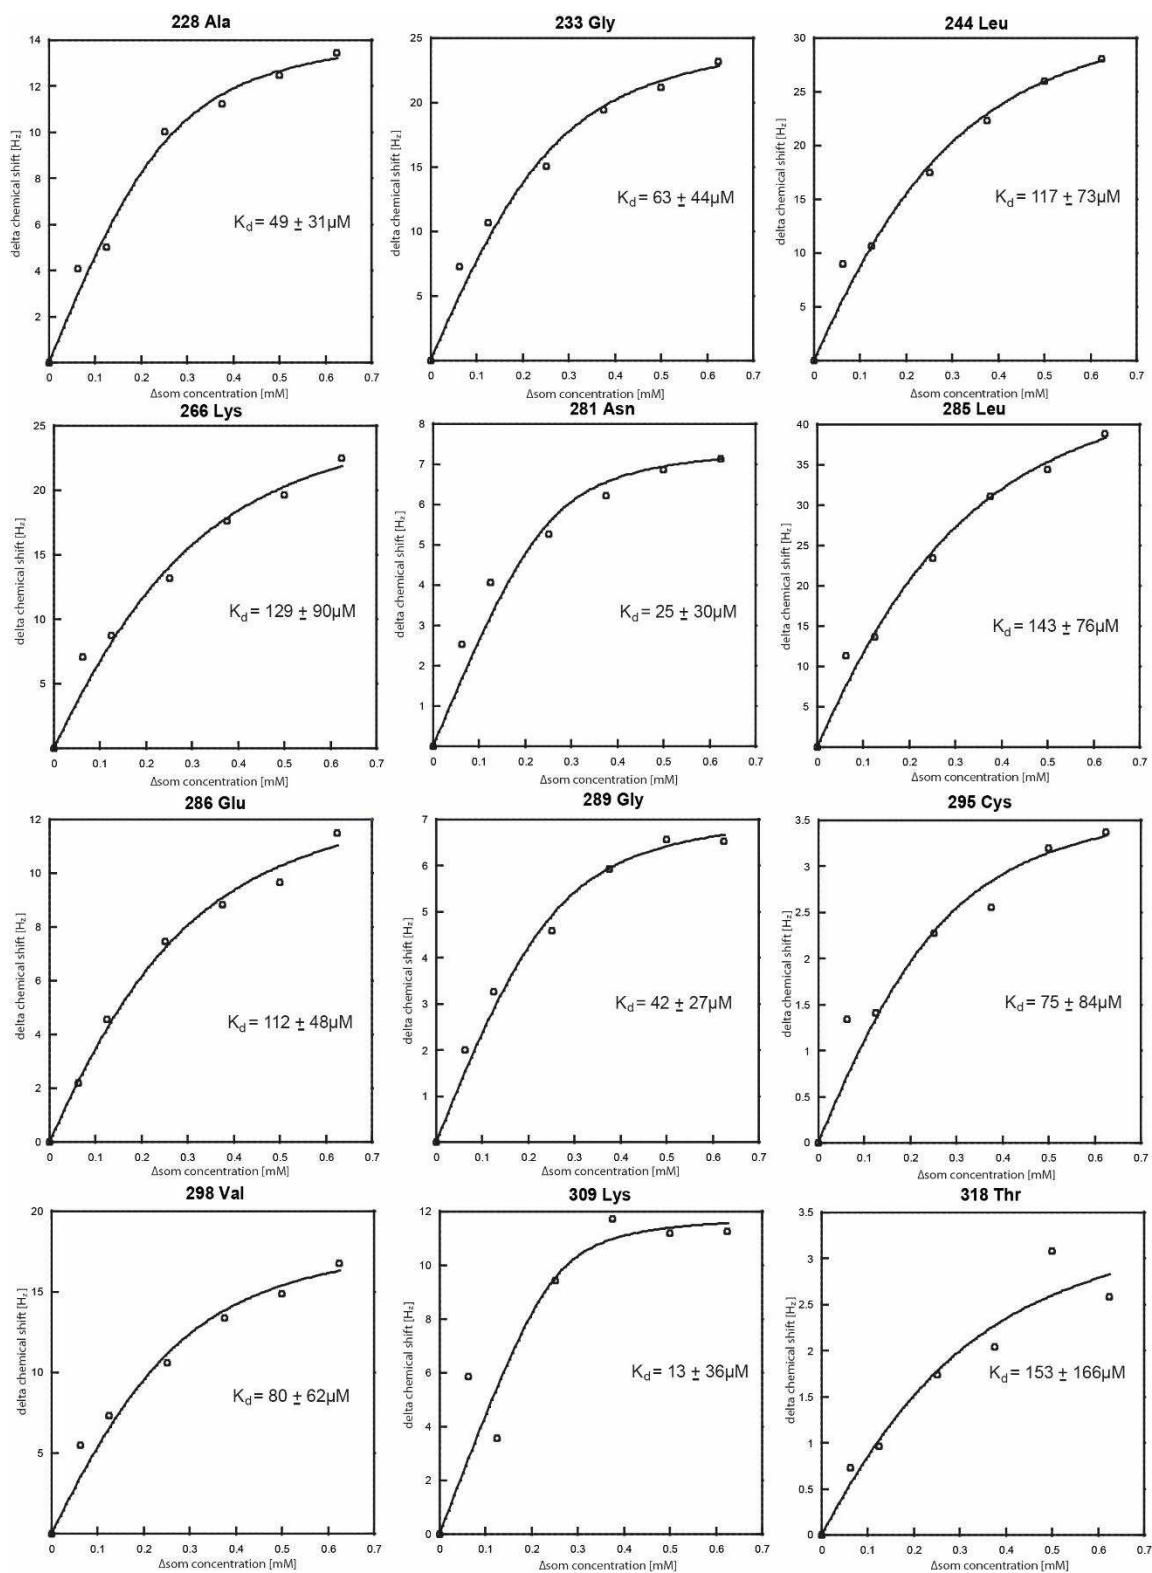 228 Ala
delta chemical shift [Hz]
14
12
10
8
6
4
2
K_d = 49 ± 31µM
0 0.1 0.2 0.3 0.4 0.5 0.6 0.7
Δsom concentration [mM]
233 Gly
delta chemical shift [Hz]
25
20
15
10
5
K_d = 63 ± 44µM
0 0.1 0.2 0.3 0.4 0.5 0.6 0.7
Δsom concentration [mM]
244 Leu
delta chemical shift [Hz]
30
25
20
15
10
5
K_d = 117 ± 73µM
0 0.1 0.2 0.3 0.4 0.5 0.6 0.7
Δsom concentration [mM]
266 Lys
delta chemical shift [Hz]
25
20
15
10
5
K_d = 129 ± 90µM
0 0.1 0.2 0.3 0.4 0.5 0.6 0.7
Δsom concentration [mM]
281 Asn
delta chemical shift [Hz]
8
7
6
5
4
3
2
1
K_d = 25 ± 30µM
0 0.1 0.2 0.3 0.4 0.5 0.6 0.7
Δsom concentration [mM]
285 Leu
delta chemical shift [Hz]
40
35
30
25
20
15
10
5
K_d = 143 ± 76µM
0 0.1 0.2 0.3 0.4 0.5 0.6 0.7
Δsom concentration [mM]
286 Glu
delta chemical shift [Hz]
12
10
8
6
4
2
0
K_d = 112 ± 48µM
0 0.1 0.2 0.3 0.4 0.5 0.6 0.7
Δsom concentration [mM]
289 Gly
delta chemical shift [Hz]
7
6
5
4
3
2
1
K_d = 42 ± 27µM
0 0.1 0.2 0.3 0.4 0.5 0.6 0.7
Δsom concentration [mM]
295 Cys
delta chemical shift [Hz]
3.5
3
2.5
2
1.5
1
0.5
0
K_d = 75 ± 84µM
0 0.1 0.2 0.3 0.4 0.5 0.6 0.7
Δsom concentration [mM]
298 Val
delta chemical shift [Hz]
20
15
10
5
K_d = 80 ± 62µM
0 0.1 0.2 0.3 0.4 0.5 0.6 0.7
Δsom concentration [mM]
309 Lys
delta chemical shift [Hz]
12
10
8
6
4
2
0
K_d = 13 ± 36µM
0 0.1 0.2 0.3 0.4 0.5 0.6 0.7
Δsom concentration [mM]
318 Thr
delta chemical shift [Hz]
3.5
3
2.5
2
1.5
1
0.5
0
K_d = 153 ± 166µM
0 0.1 0.2 0.3 0.4 0.5 0.6 0.7
Δsom concentration [mM]